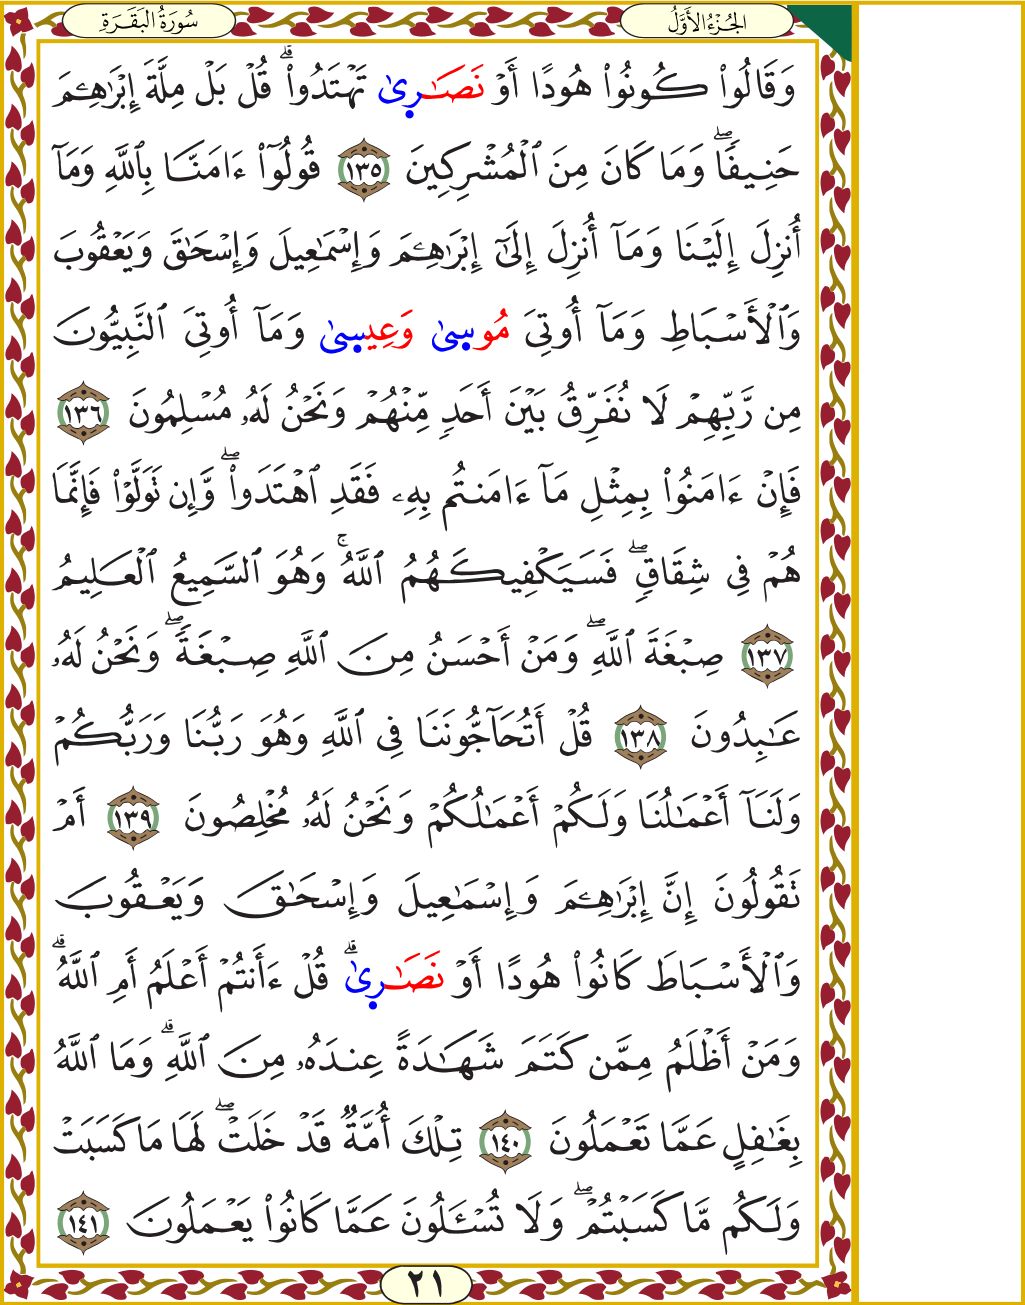 الجُزْءُ الأَوَّلُ
سُورَةُ البَقَرَةِ
وَقَالُوا۟ كُونُوا۟ هُودًا أَوْ نَصَـٰرٜىٰ تَهْتَدُوا۟ ۗ قُلْ بَلْ مِلَّةَ إِبْرَٰهِـۧمَ
حَنِيفًا ۖ وَمَا كَانَ مِنَ ٱلْمُشْرِكِينَ ١٣٥ قُولُوٓا۟ ءَامَنَّـا بِٱللَّهِ وَمَآ
أُنزِلَ إِلَيْنَا وَمَآ أُنزِلَ إِلَىٰٓ إِبْرَٰهِـۧمَ وَإِسْمَـٰعِيلَ وَإِسْحَـٰقَ وَيَعْقُوبَ
وَٱلْأَسْبَاطِ وَمَآ أُوتِيَ مُوسٜىٰ وَعِيسٜىٰ وَمَآ أُوتِيَ ٱلنَّبِيُّونَ
مِن رَّبِّهِمْ لَا نُفَرِّقُ بَيْنَ أَحَدٍ مِّنْهُمْ وَنَحْنُ لَهُۥ مُسْلِمُونَ ١٣٦
فَإِنْ ءَامَنُوا۟ بِمِثْلِ مَآ ءَامَنتُم بِهِۦ فَقَدِ ٱهْتَدَوا۟ ۖ وَّإِن تَوَلَّوْا۟ فَإِنَّمَا
هُمْ فِي شِقَاقٍ ۖ فَسَيَكْفِيكَهُمُ ٱللَّهُ ۚ وَهُوَ ٱلسَّمِيعُ ٱلْعَلِيمُ
١٣٧ صِبْغَةَ ٱللَّهِ ۖ وَمَنْ أَحْسَنُ مِنَ ٱللَّهِ صِبْغَةً ۖ وَنَحْنُ لَهُۥ
عَـٰبِدُونَ ١٣٨ قُلْ أَتُحَآجُّونَنَا فِي ٱللَّهِ وَهُوَ رَبُّنَا وَرَبُّكُمْ
وَلَنَآ أَعْمَـٰلُنَا وَلَكُمْ أَعْمَـٰلُكُمْ وَنَحْنُ لَهُۥ مُخْلِصُونَ ١٣٩ أَمْ
تَقُولُونَ إِنَّ إِبْرَٰهِـۧمَ وَإِسْمَـٰعِيلَ وَإِسْحَـٰقَ وَيَعْقُوبَ
وَٱلْأَسْبَاطَ كَانُوا۟ هُودًا أَوْ نَصَـٰرٜىٰ ۗ قُلْ ءَأَنتُمْ أَعْلَمُ أَمِ ٱللَّهُ ۗ
وَمَنْ أَظْلَمُ مِمَّن كَتَمَ شَهَـٰدَةً عِندَهُۥ مِنَ ٱللَّهِ ۗ وَمَا ٱللَّهُ
بِغَـٰفِلٍ عَمَّا تَعْمَلُونَ ١٤٠ تِلْكَ أُمَّةٌ قَدْ خَلَتْ ۖ لَهَا مَا كَسَبَتْ
وَلَكُم مَّا كَسَبْتُمْ ۖ وَلَا تُسْـَٔلُونَ عَمَّا كَانُوا۟ يَعْمَلُونَ ١٤١
٢١